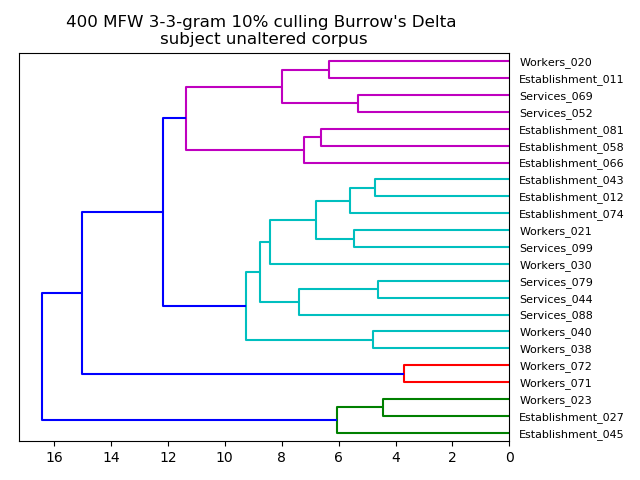 400 MFW 3-3-gram 10% culling Burrow's Delta
subject unaltered corpus
Workers_020
Establishment_011
Services_069
Services_052
Establishment_081
Establishment_058
Establishment_066
Establishment_043
Establishment_012
Establishment_074
Workers_021
Services_099
Workers_030
Services_079
Services_044
Services_088
Workers_040
Workers_038
Workers_072
Workers_071
Workers_023
Establishment_027
Establishment_045
16 14 12 10 8 6 4 2 0